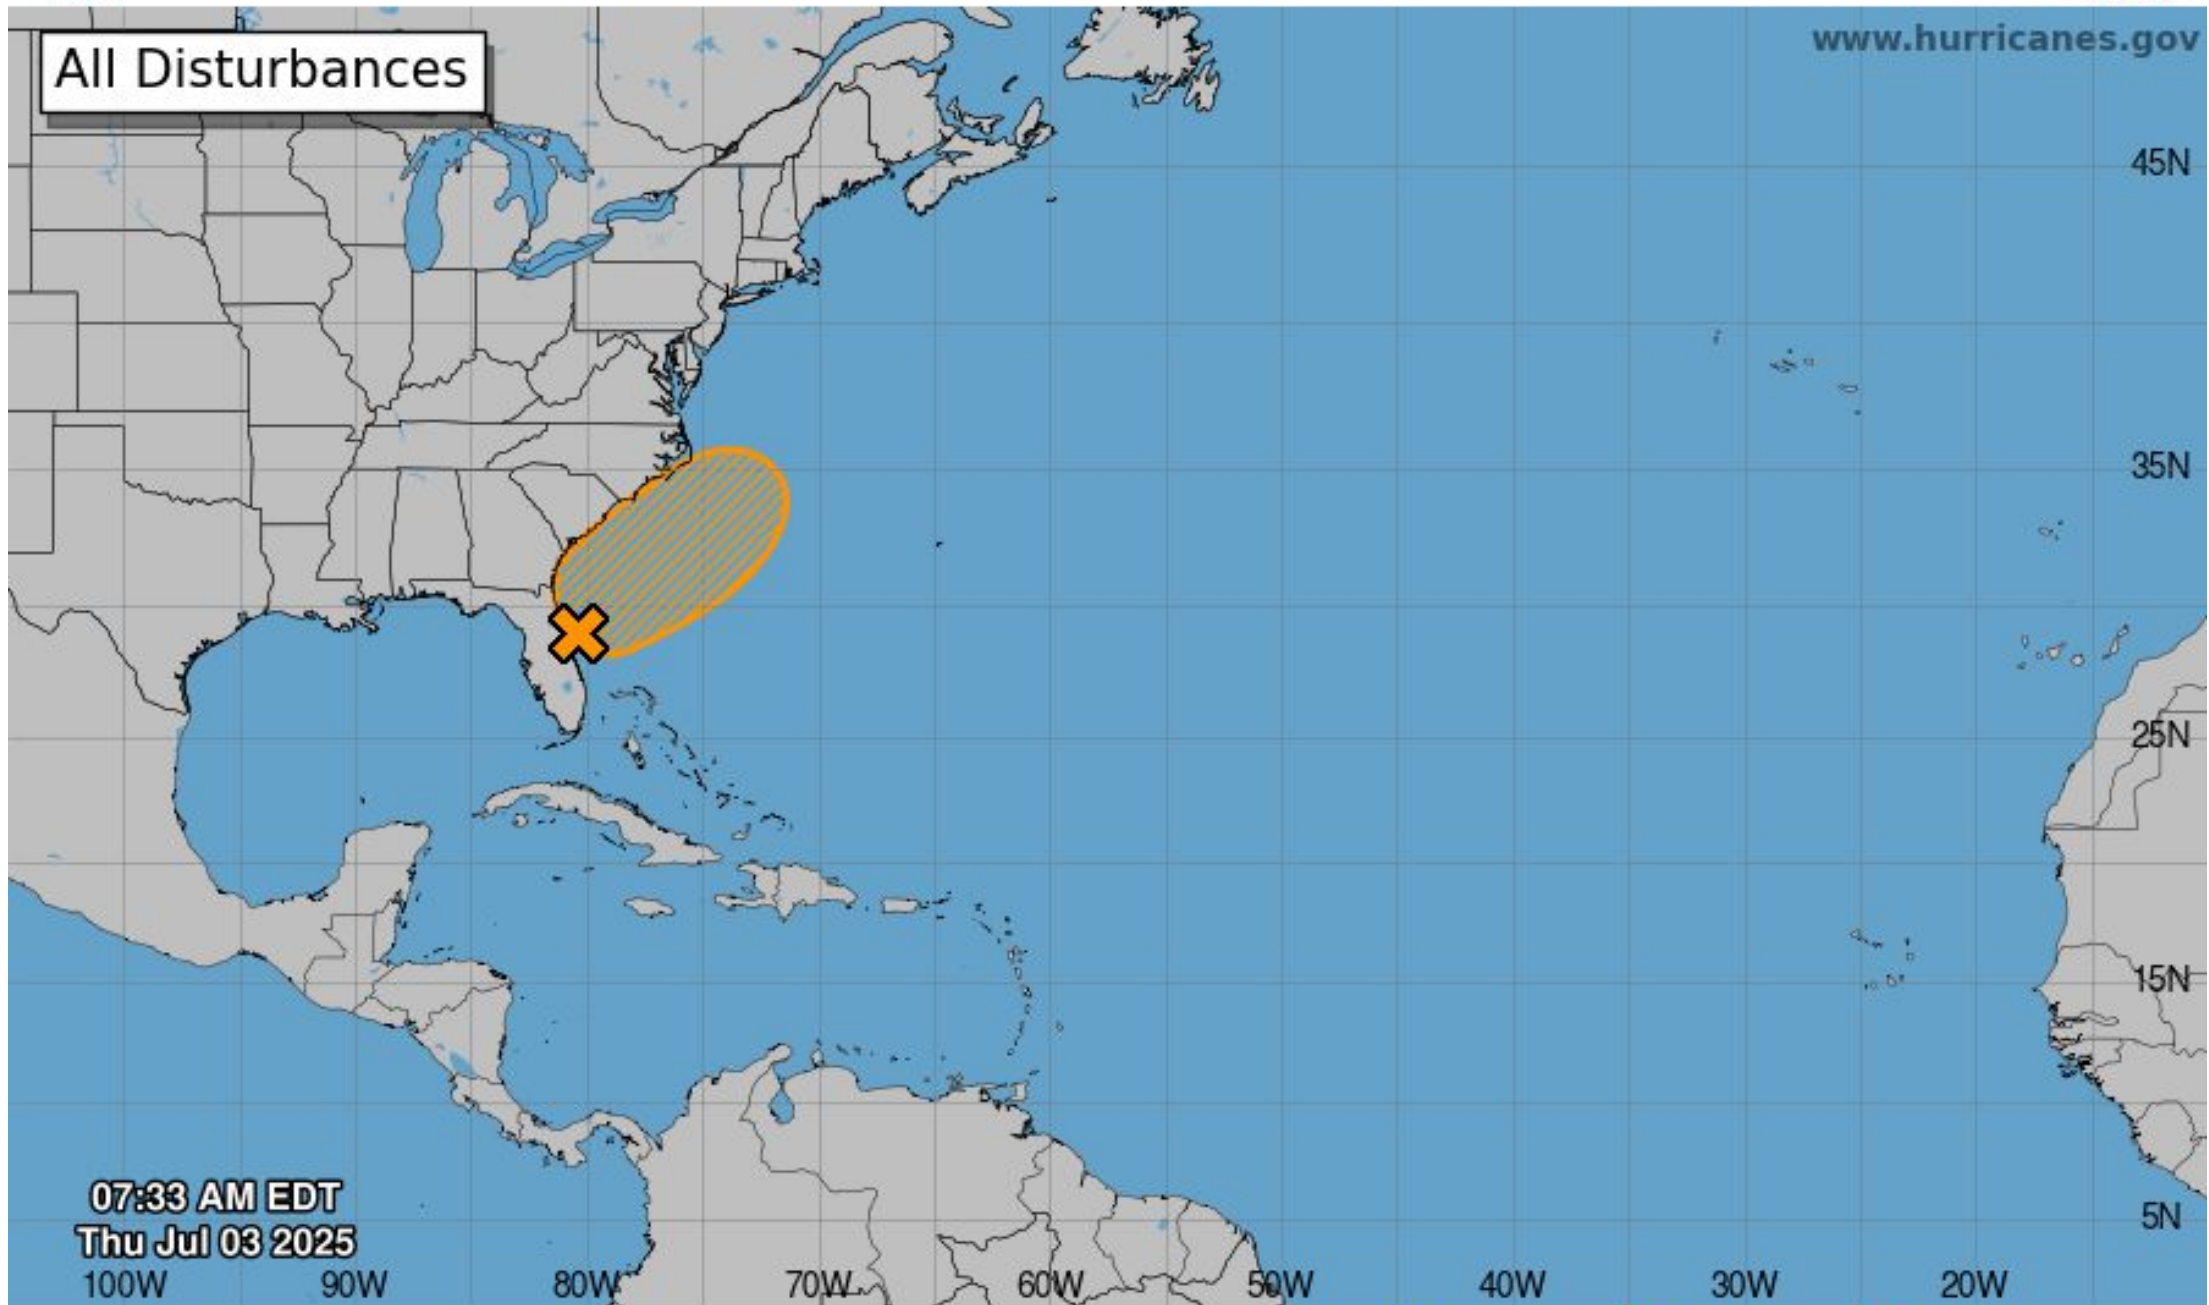 All Disturbances
www.hurricanes.gov
45N
35N
25N
15N
5N
07:33 AM EDT
Thu Jul 03 2025
100W 90W 80W 70W 60W 50W 40W 30W 20W